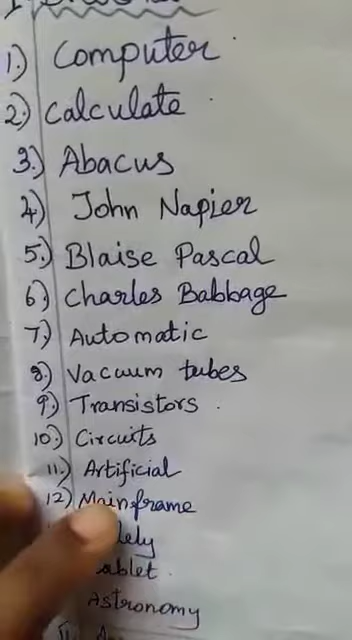 1) Computer
2.) Calculate
3.) Abacus
4) John Napier
5.) Blaise Pascal
6.) Charles Babbage
7.) Automatic
8.) Vacuum tubes
9.) Transistors
10.) Circuits
11.) Artificial
12.) Mainframe
Astronomy